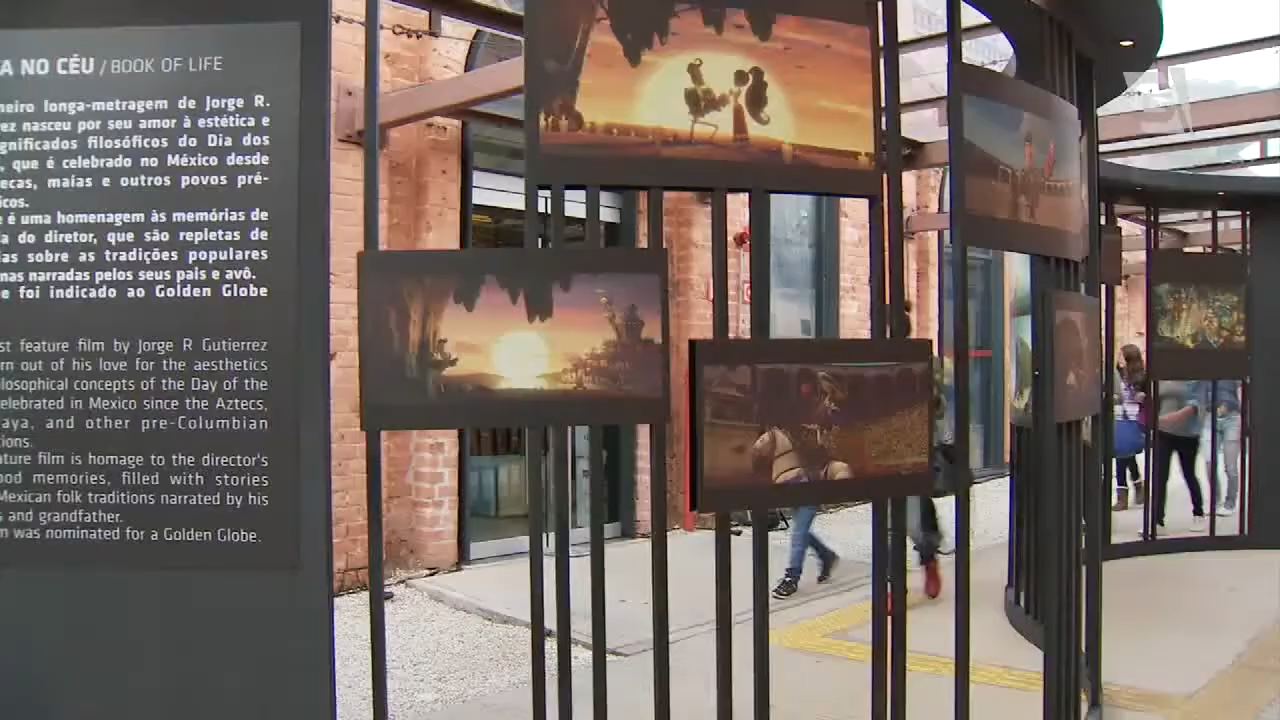 A NO CÉU / BOOK OF LIFE
neiro longa-metragem de Jorge R.
ez nasceu por seu amor à estética e
gnificados filosóficos do Dia dos
, que é celebrado no México desde
ecas, maias e outros povos pré-
icos.
e é uma homenagem às memórias de
a do diretor, que são repletas de
ias sobre as tradições populares
nas narradas pelos seus pais e avô.
e foi indicado ao Golden Globe
st feature film by Jorge R Gutierrez
rn out of his love for the aesthetics
ilosophical concepts of the Day of the
elebrated in Mexico since the Aztecs,
aya, and other pre-Columbian
tions.
ature film is homage to the director's
ood memories, filled with stories
Mexican folk traditions narrated by his
s and grandfather.
m was nominated for a Golden Globe.